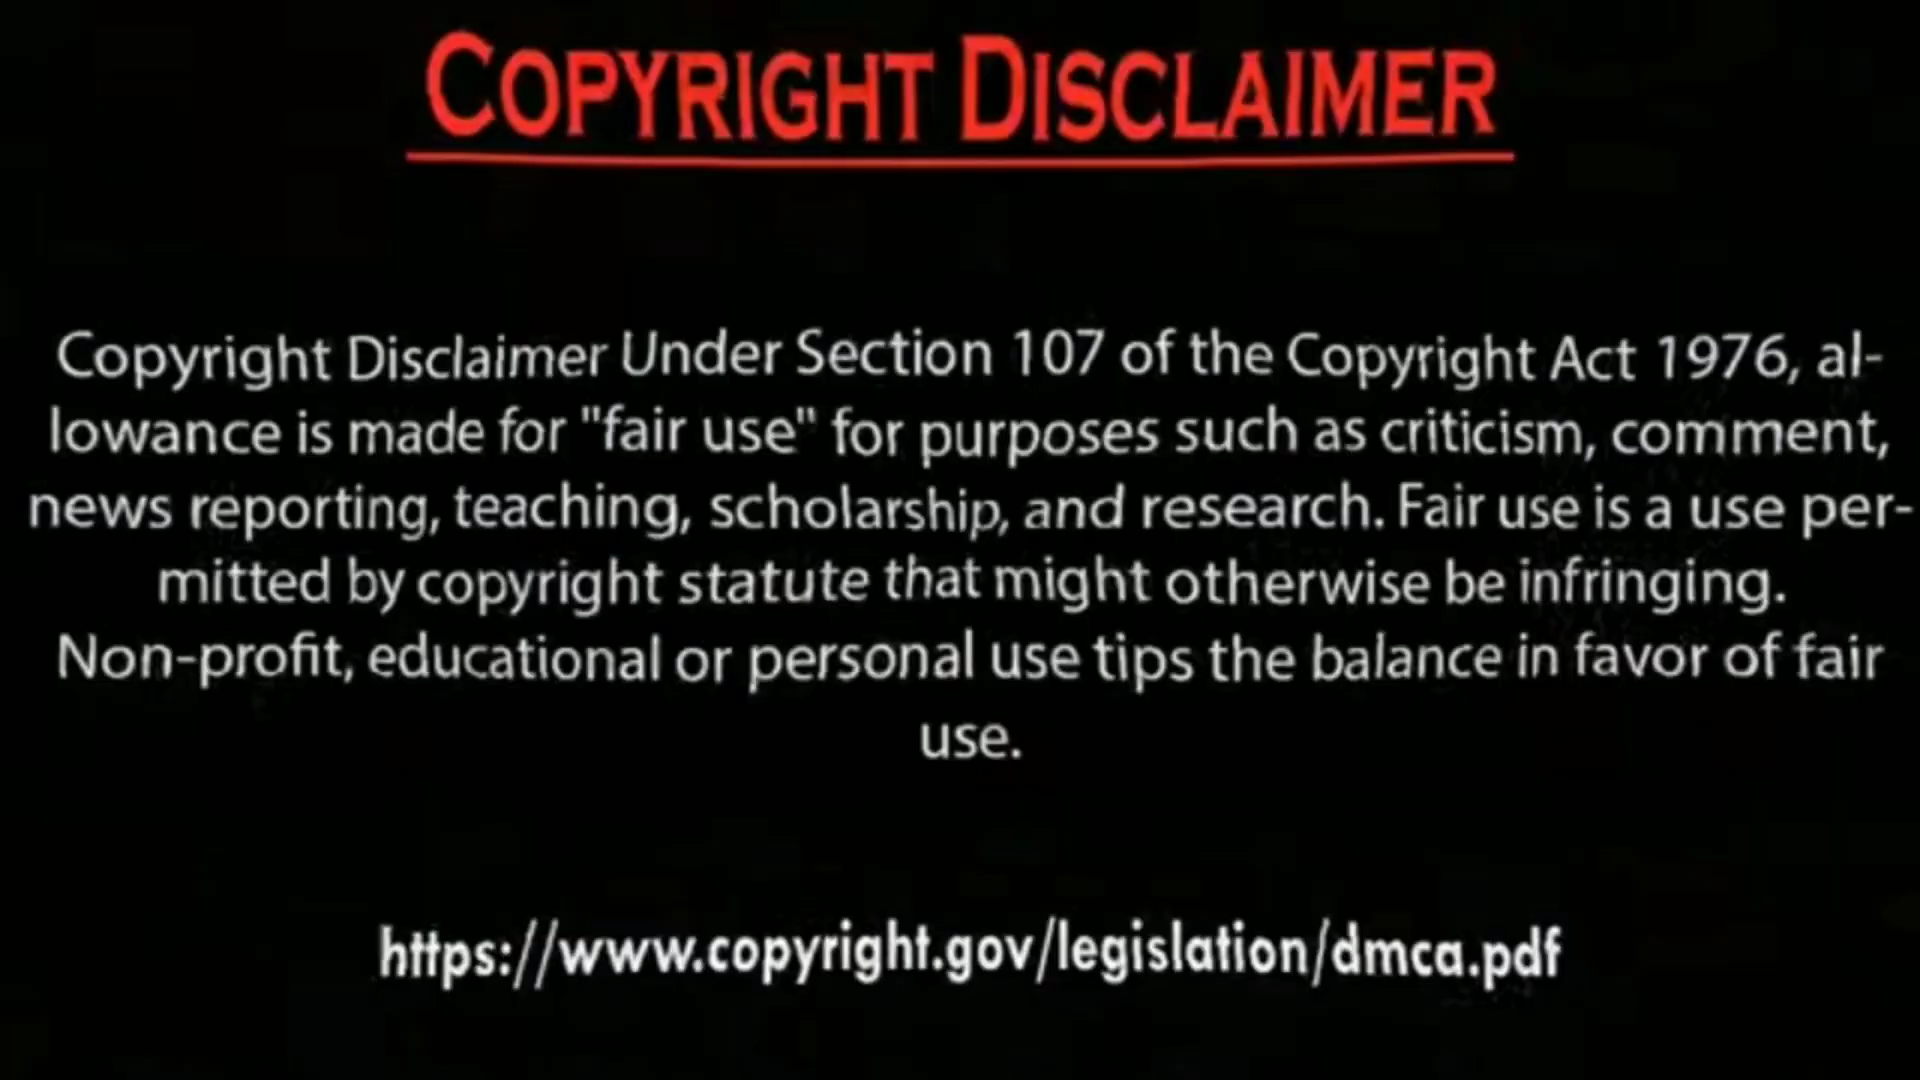 COPYRIGHT DISCLAIMER
Copyright Disclaimer Under Section 107 of the Copyright Act 1976, al-
lowance is made for "fair use" for purposes such as criticism, comment,
news reporting, teaching, scholarship, and research. Fair use is a use per-
mitted by copyright statute that might otherwise be infringing.
Non-profit, educational or personal use tips the balance in favor of fair
use.
https://www.copyright.gov/legislation/dmca.pdf